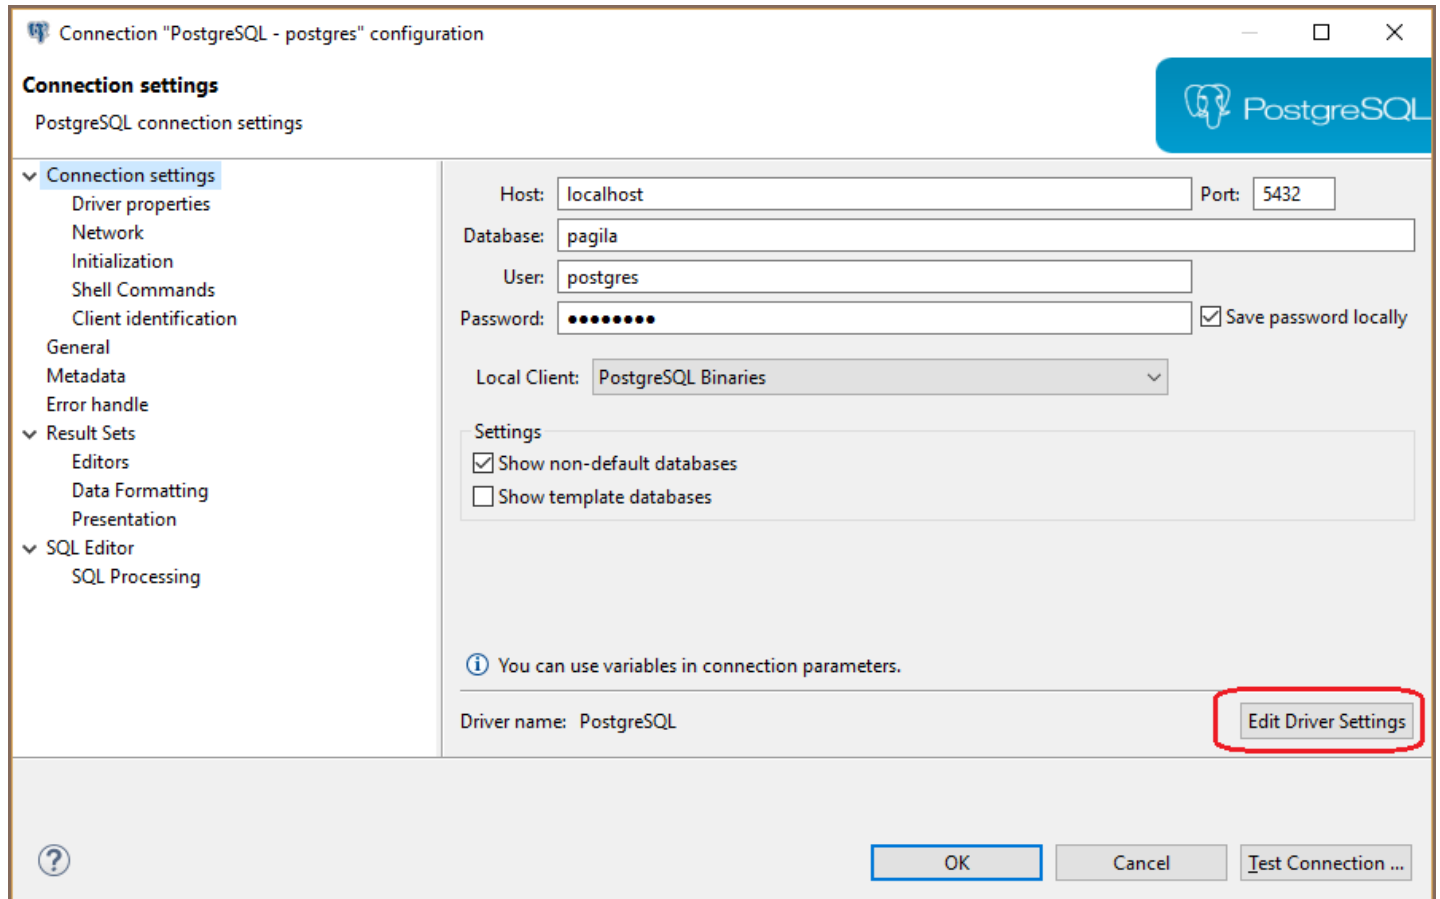 Connection "PostgreSQL - postgres" configuration
Connection settings
PostgreSQL connection settings
PostgreSQL
Connection settings
Driver properties
Network
Initialization
Shell Commands
Client identification
General
Metadata
Error handle
Result Sets
Editors
Data Formatting
Presentation
SQL Editor
SQL Processing
Host: localhost Port: 5432
Database: pagila
User: postgres
Password: ●●●●●●●● Save password locally
Local Client: PostgreSQL Binaries
Settings
Show non-default databases
Show template databases
You can use variables in connection parameters.
Driver name: PostgreSQL Edit Driver Settings
OK Cancel Test Connection ...